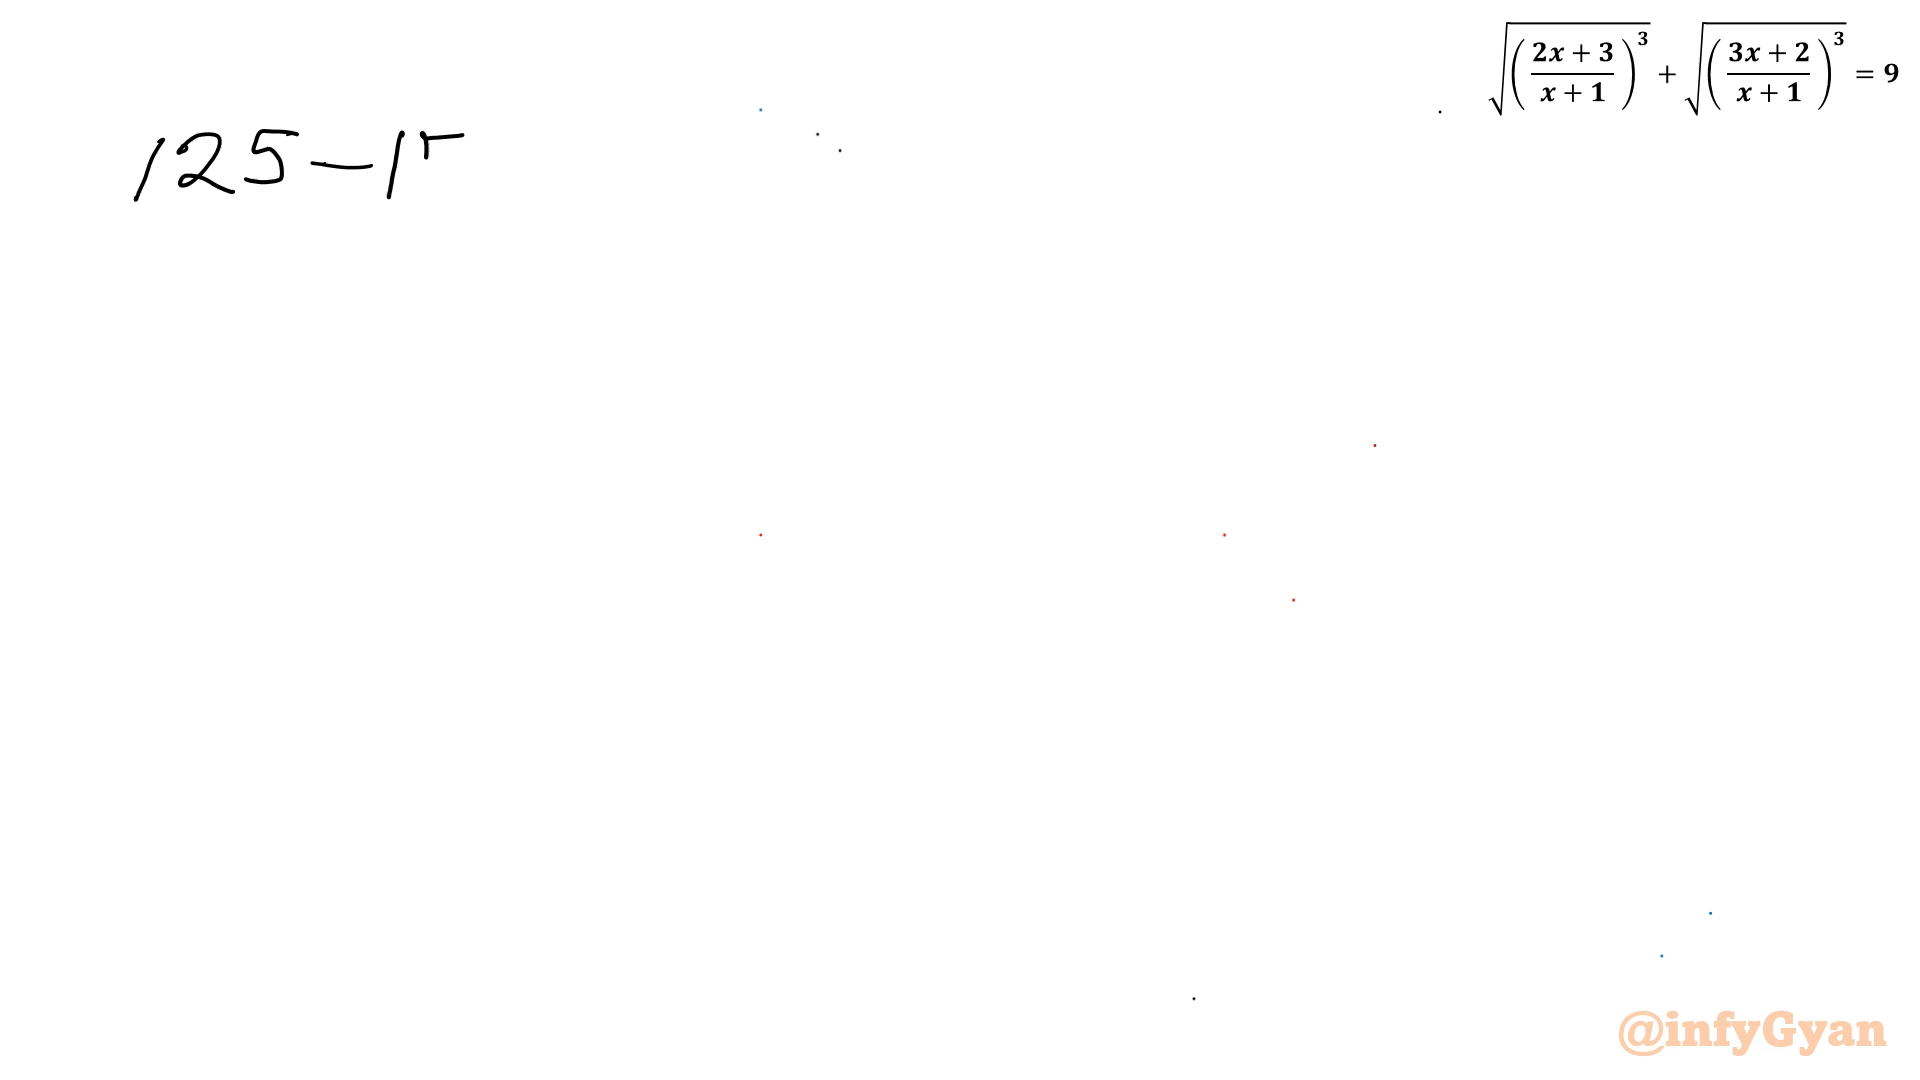 √((2x + 3)/(x + 1))³ + √((3x + 2)/(x + 1))³ = 9
125 − 1
@infyGyan